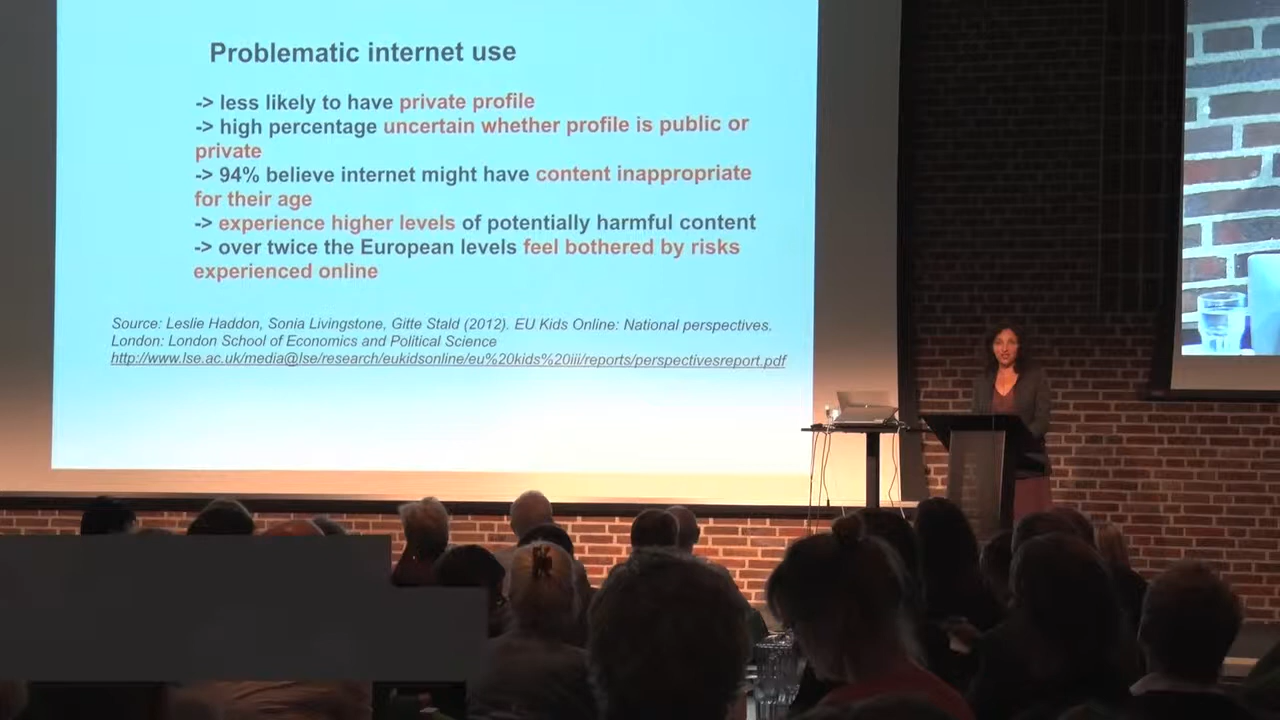 Problematic internet use
-> less likely to have private profile
-> high percentage uncertain whether profile is public or
private
-> 94% believe internet might have content inappropriate
for their age
-> experience higher levels of potentially harmful content
-> over twice the European levels feel bothered by risks
experienced online
Source: Leslie Haddon, Sonia Livingstone, Gitte Stald (2012). EU Kids Online: National perspectives.
London: London School of Economics and Political Science
http://www.lse.ac.uk/media@lse/research/eukidsonline/eu%20kids%20iii/reports/perspectivesreport.pdf